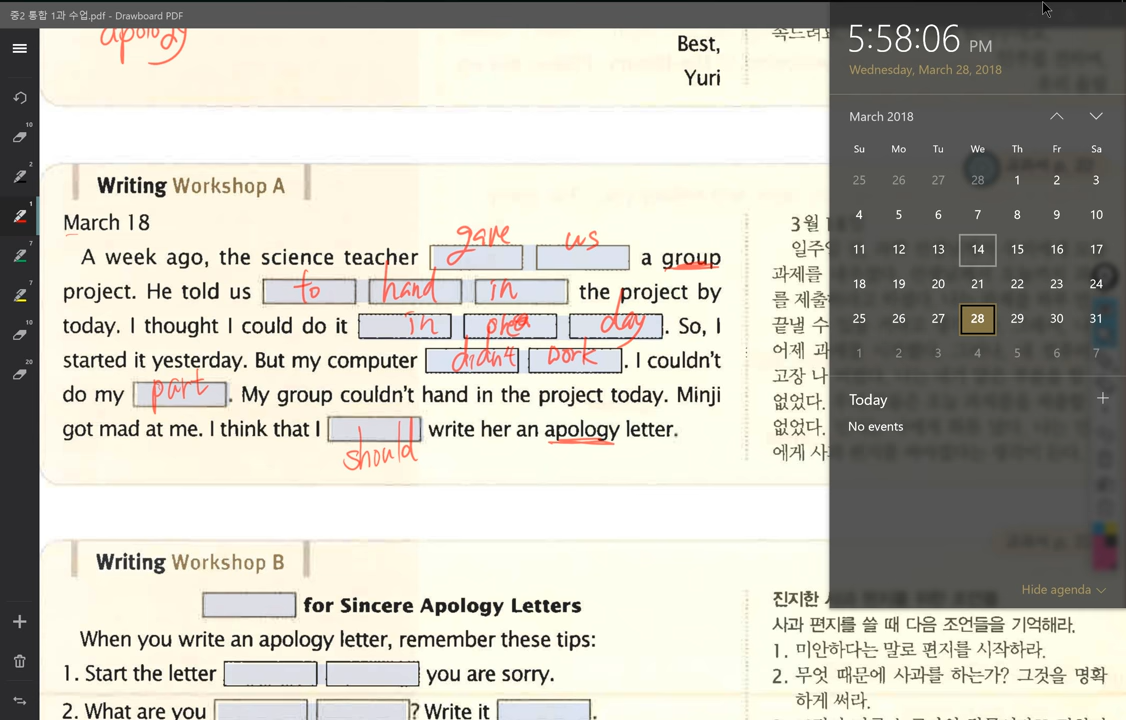 중2 통합 1과 수업.pdf - Drawboard PDF
apology
Best,
Yuri
Writing Workshop A
March 18
A week ago, the science teacher gave us a group
project. He told us to hand in the project by
today. I thought I could do it in day. So, I
started it yesterday. But my computer didn't work. I couldn't
do my part. My group couldn't hand in the project today. Minji
got mad at me. I think that I should write her an apology letter.
3월 1
일주
과제를
를 제출
끝낼 수
어제 과
고장 나
없었다.
없었다.
에게 사
Writing Workshop B
for Sincere Apology Letters
When you write an apology letter, remember these tips:
1. Start the letter you are sorry.
2. What are you ? Write it .
진지한
사과 편지를 쓸 때 다음 조언들을 기억해라.
1. 미안하다는 말로 편지를 시작하라.
2. 무엇 때문에 사과를 하는가? 그것을 명확
하게 써라.
10
2
1
7
7
10
20
5:58:06 PM
Wednesday, March 28, 2018
March 2018
Su Mo Tu We Th Fr Sa
25 26 27 28 1 2 3
4 5 6 7 8 9 10
11 12 13 14 15 16 17
18 19 20 21 22 23 24
25 26 27 28 29 30 31
1 2 3 4 5 6 7
Today
No events
Hide agenda